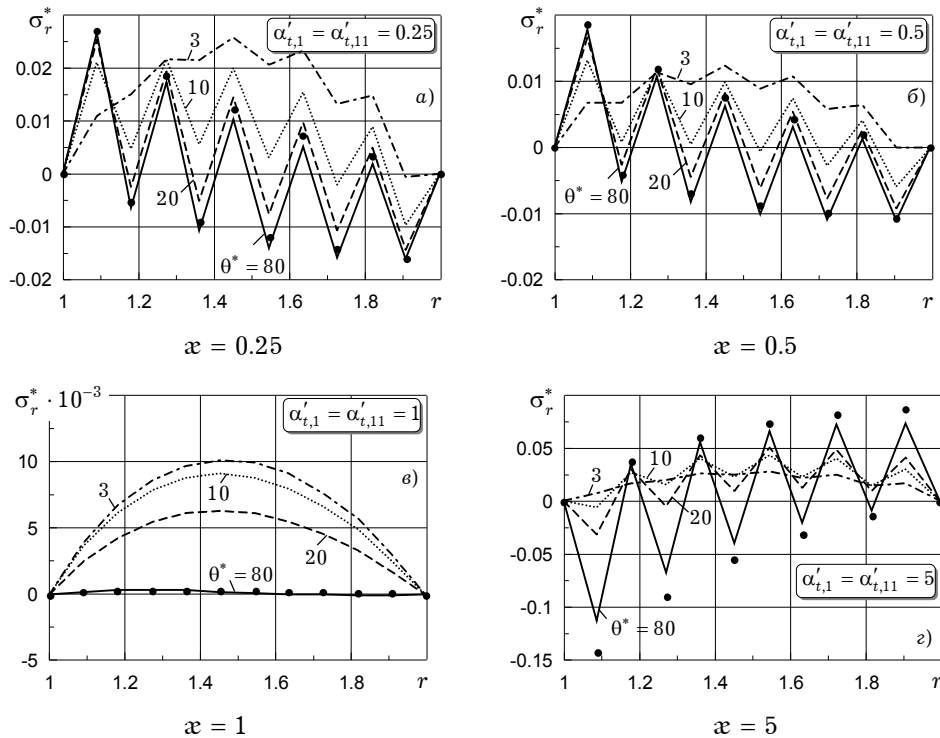 σ*r
α′t,1 = α′t,11 = 0.25
3
0.02
10
а)
0.01
0
20
-0.01
θ* = 80
-0.02
1 1.2 1.4 1.6 1.8 r
æ = 0.25
σ*r
α′t,1 = α′t,11 = 0.5
3
0.01
10
б)
0
θ* = 80
20
-0.01
-0.02
1 1.2 1.4 1.6 1.8 r
æ = 0.5
σ*r · 10⁻³
α′t,1 = α′t,11 = 1
10
3
10
в)
5
20
θ* = 80
0
-5
1 1.2 1.4 1.6 1.8 r
æ = 1
σ*r
0.05
3
10
0
20
-0.05
α′t,1 = α′t,11 = 5
-0.1
θ* = 80
г)
-0.15
1 1.2 1.4 1.6 1.8 r
æ = 5